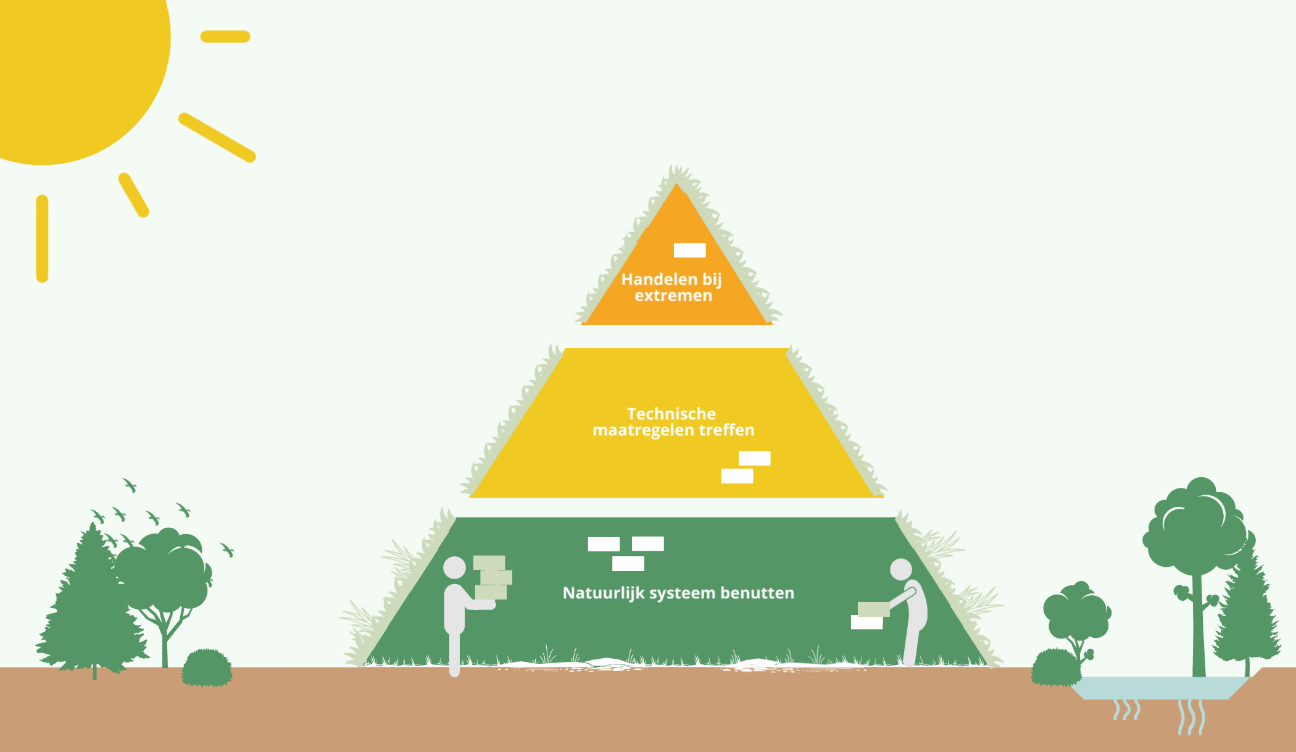 Handelen bij
extremen
Technische
maatregelen treffen
Natuurlijk systeem benutten